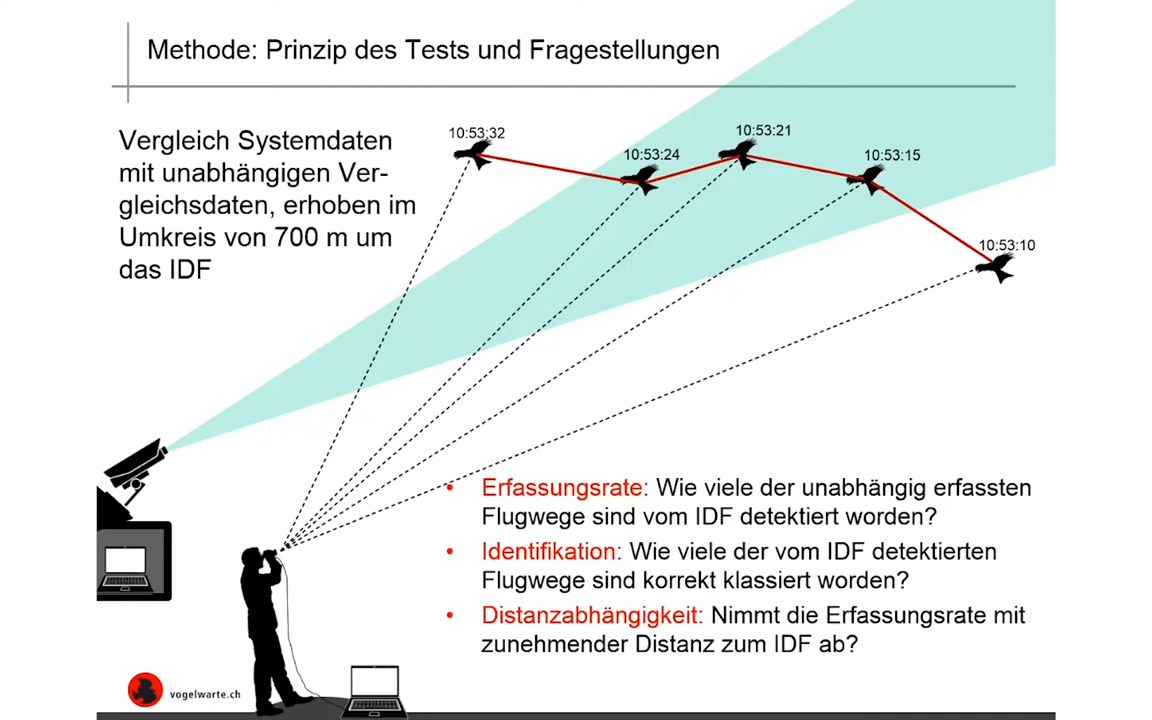 Methode: Prinzip des Tests und Fragestellungen
Vergleich Systemdaten
mit unabhängigen Ver-
gleichsdaten, erhoben im
Umkreis von 700 m um
das IDF
10:53:32
10:53:24
10:53:21
10:53:15
10:53:10
• Erfassungsrate: Wie viele der unabhängig erfassten
Flugwege sind vom IDF detektiert worden?
• Identifikation: Wie viele der vom IDF detektierten
Flugwege sind korrekt klassiert worden?
• Distanzabhängigkeit: Nimmt die Erfassungsrate mit
zunehmender Distanz zum IDF ab?
vogelwarte.ch